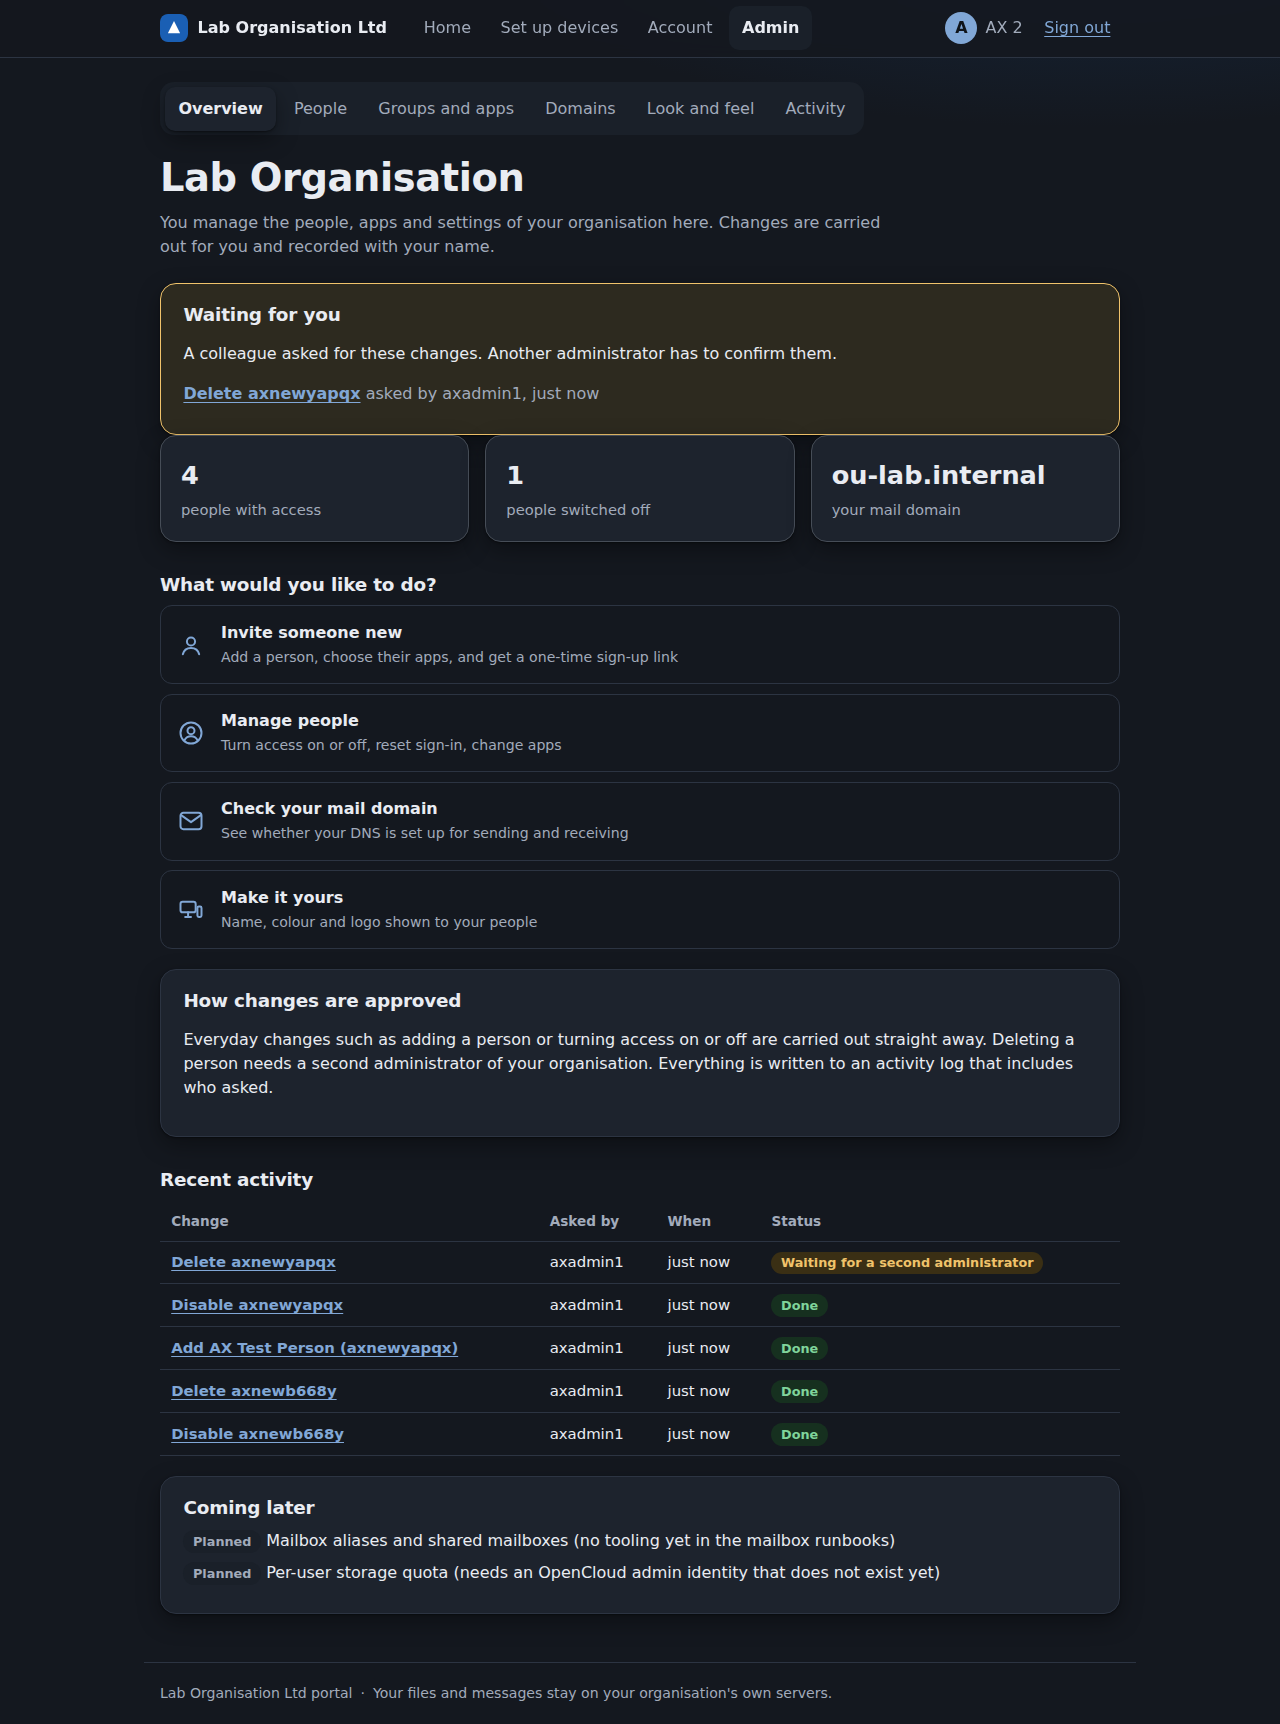 Lab Organisation Ltd Home Set up devices Account Admin A AX 2 Sign out
Overview People Groups and apps Domains Look and feel Activity
Lab Organisation
You manage the people, apps and settings of your organisation here. Changes are carried
out for you and recorded with your name.
Waiting for you
A colleague asked for these changes. Another administrator has to confirm them.
Delete axnewyapqx asked by axadmin1, just now
4
people with access
1
people switched off
ou-lab.internal
your mail domain
What would you like to do?
Invite someone new
Add a person, choose their apps, and get a one-time sign-up link
Manage people
Turn access on or off, reset sign-in, change apps
Check your mail domain
See whether your DNS is set up for sending and receiving
Make it yours
Name, colour and logo shown to your people
How changes are approved
Everyday changes such as adding a person or turning access on or off are carried out straight away. Deleting a
person needs a second administrator of your organisation. Everything is written to an activity log that includes
who asked.
Recent activity
Change Asked by When Status
Delete axnewyapqx axadmin1 just now Waiting for a second administrator
Disable axnewyapqx axadmin1 just now Done
Add AX Test Person (axnewyapqx) axadmin1 just now Done
Delete axnewb668y axadmin1 just now Done
Disable axnewb668y axadmin1 just now Done
Coming later
Planned Mailbox aliases and shared mailboxes (no tooling yet in the mailbox runbooks)
Planned Per-user storage quota (needs an OpenCloud admin identity that does not exist yet)
Lab Organisation Ltd portal · Your files and messages stay on your organisation's own servers.